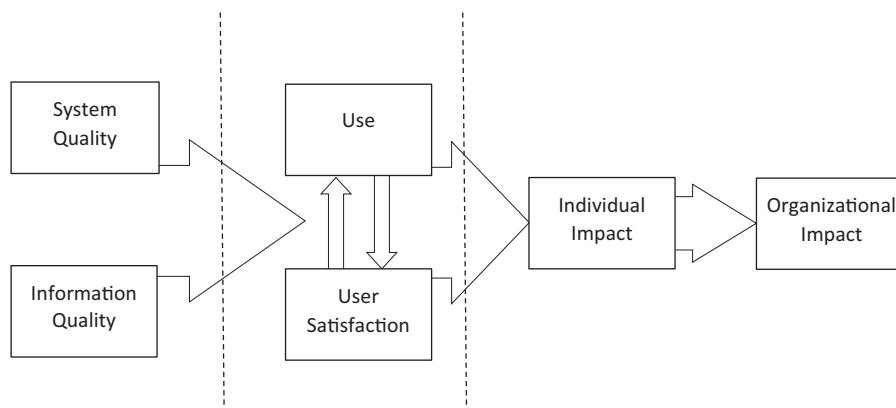 System
Quality
Information
Quality
Use
User
Satisfaction
Individual
Impact
Organizational
Impact